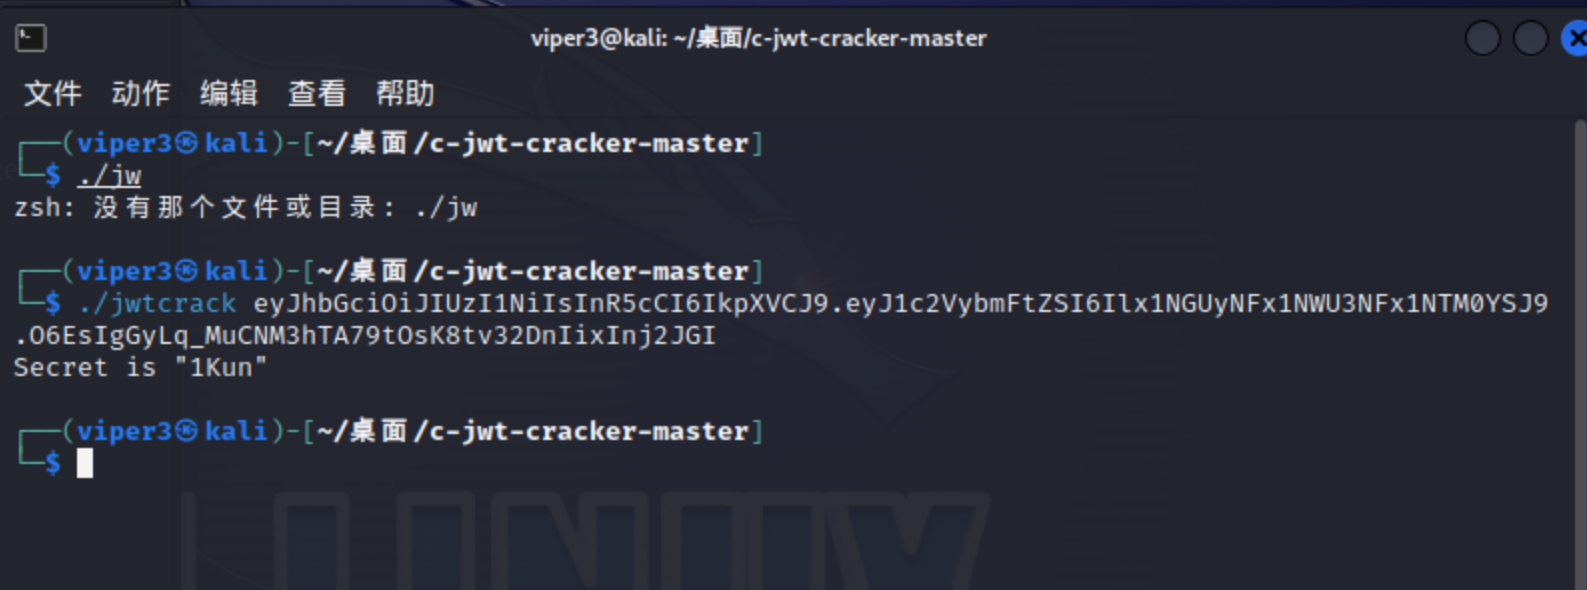 viper3@kali: ~/桌面/c-jwt-cracker-master
文件 动作 编辑 查看 帮助
┌──(viper3㉿kali)-[~/桌面/c-jwt-cracker-master]
└─$ ./jw
zsh: 没有那个文件或目录: ./jw
┌──(viper3㉿kali)-[~/桌面/c-jwt-cracker-master]
└─$ ./jwtcrack eyJhbGciOiJIUzI1NiIsInR5cCI6IkpXVCJ9.eyJ1c2VybmFtZSI6Ilx1NGUyNFx1NWU3NFx1NTM0YSJ9
.O6EsIgGyLq_MuCNM3hTA79tOsK8tv32DnIixInj2JGI
Secret is "1Kun"
┌──(viper3㉿kali)-[~/桌面/c-jwt-cracker-master]
└─$
LINUX